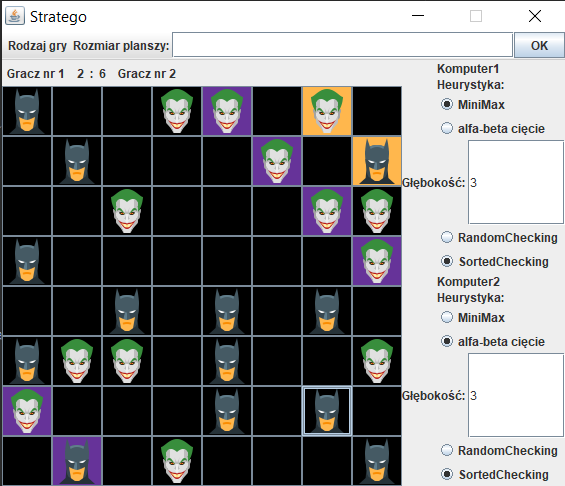 Stratego
Rodzaj gry Rozmiar planszy: OK
Gracz nr 1 2 : 6 Gracz nr 2
Komputer1
Heurystyka:
MiniMax
alfa-beta cięcie
Głębokość: 3
RandomChecking
SortedChecking
Komputer2
Heurystyka:
MiniMax
alfa-beta cięcie
Głębokość: 3
RandomChecking
SortedChecking